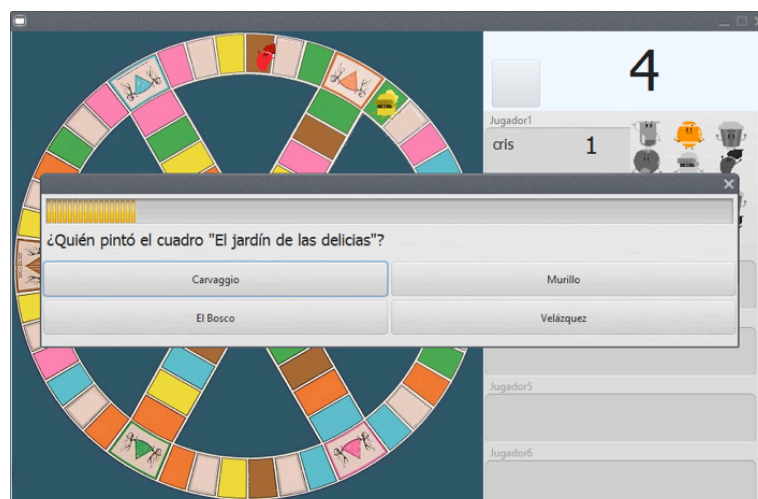 4
Jugador1
cris 1
¿Quién pintó el cuadro "El jardín de las delicias"?
Carvaggio
Murillo
El Bosco
Velázquez
Jugador5
Jugador6